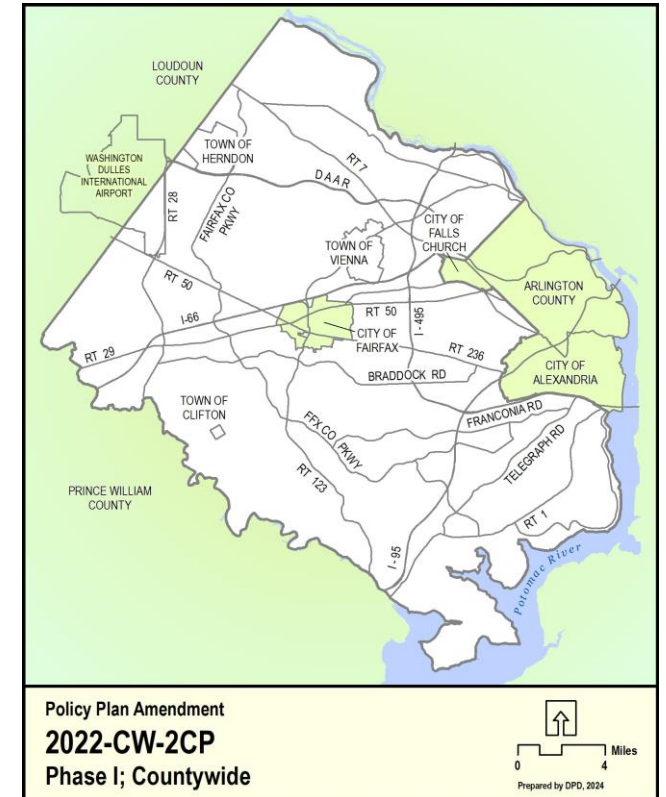 LOUDOUN
COUNTY
WASHINGTON
DULLES
INTERNATIONAL
AIRPORT
TOWN OF
HERNDON
RT 7
DAAR
RT 28
FAIRFAX CO
PKWY
TOWN OF
VIENNA
CITY OF
FALLS
CHURCH
ARLINGTON
COUNTY
RT 50
I-66
RT 50
I-495
CITY OF
FAIRFAX
RT 236
RT 29
BRADDOCK RD
CITY OF
ALEXANDRIA
TOWN OF
CLIFTON
FFX CO
PKWY
FRANCONIA RD
TELEGRAPH RD
RT 123
PRINCE WILLIAM
COUNTY
RT 1
I-95
Potomac River
Policy Plan Amendment
2022-CW-2CP
Phase I; Countywide
Miles
0 4
Prepared by DPD, 2024